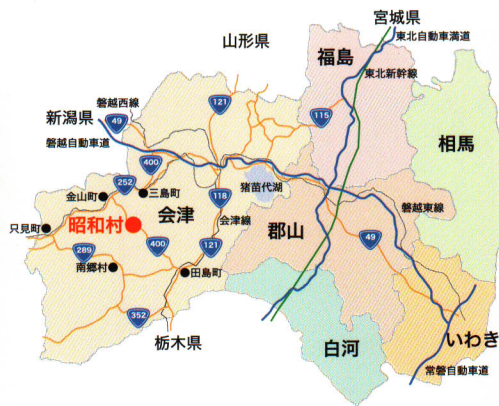 宮城県
東北自動車満道
山形県
福島
東北新幹線
磐越西線
121
新潟県
49
115
磐越自動車道
相馬
400
252
三島町
猪苗代湖
金山町
118
会津
磐越東線
只見町
昭和村
会津線
郡山
400
121
49
289
南郷村
田島町
352
いわき
栃木県
白河
常磐自動車道